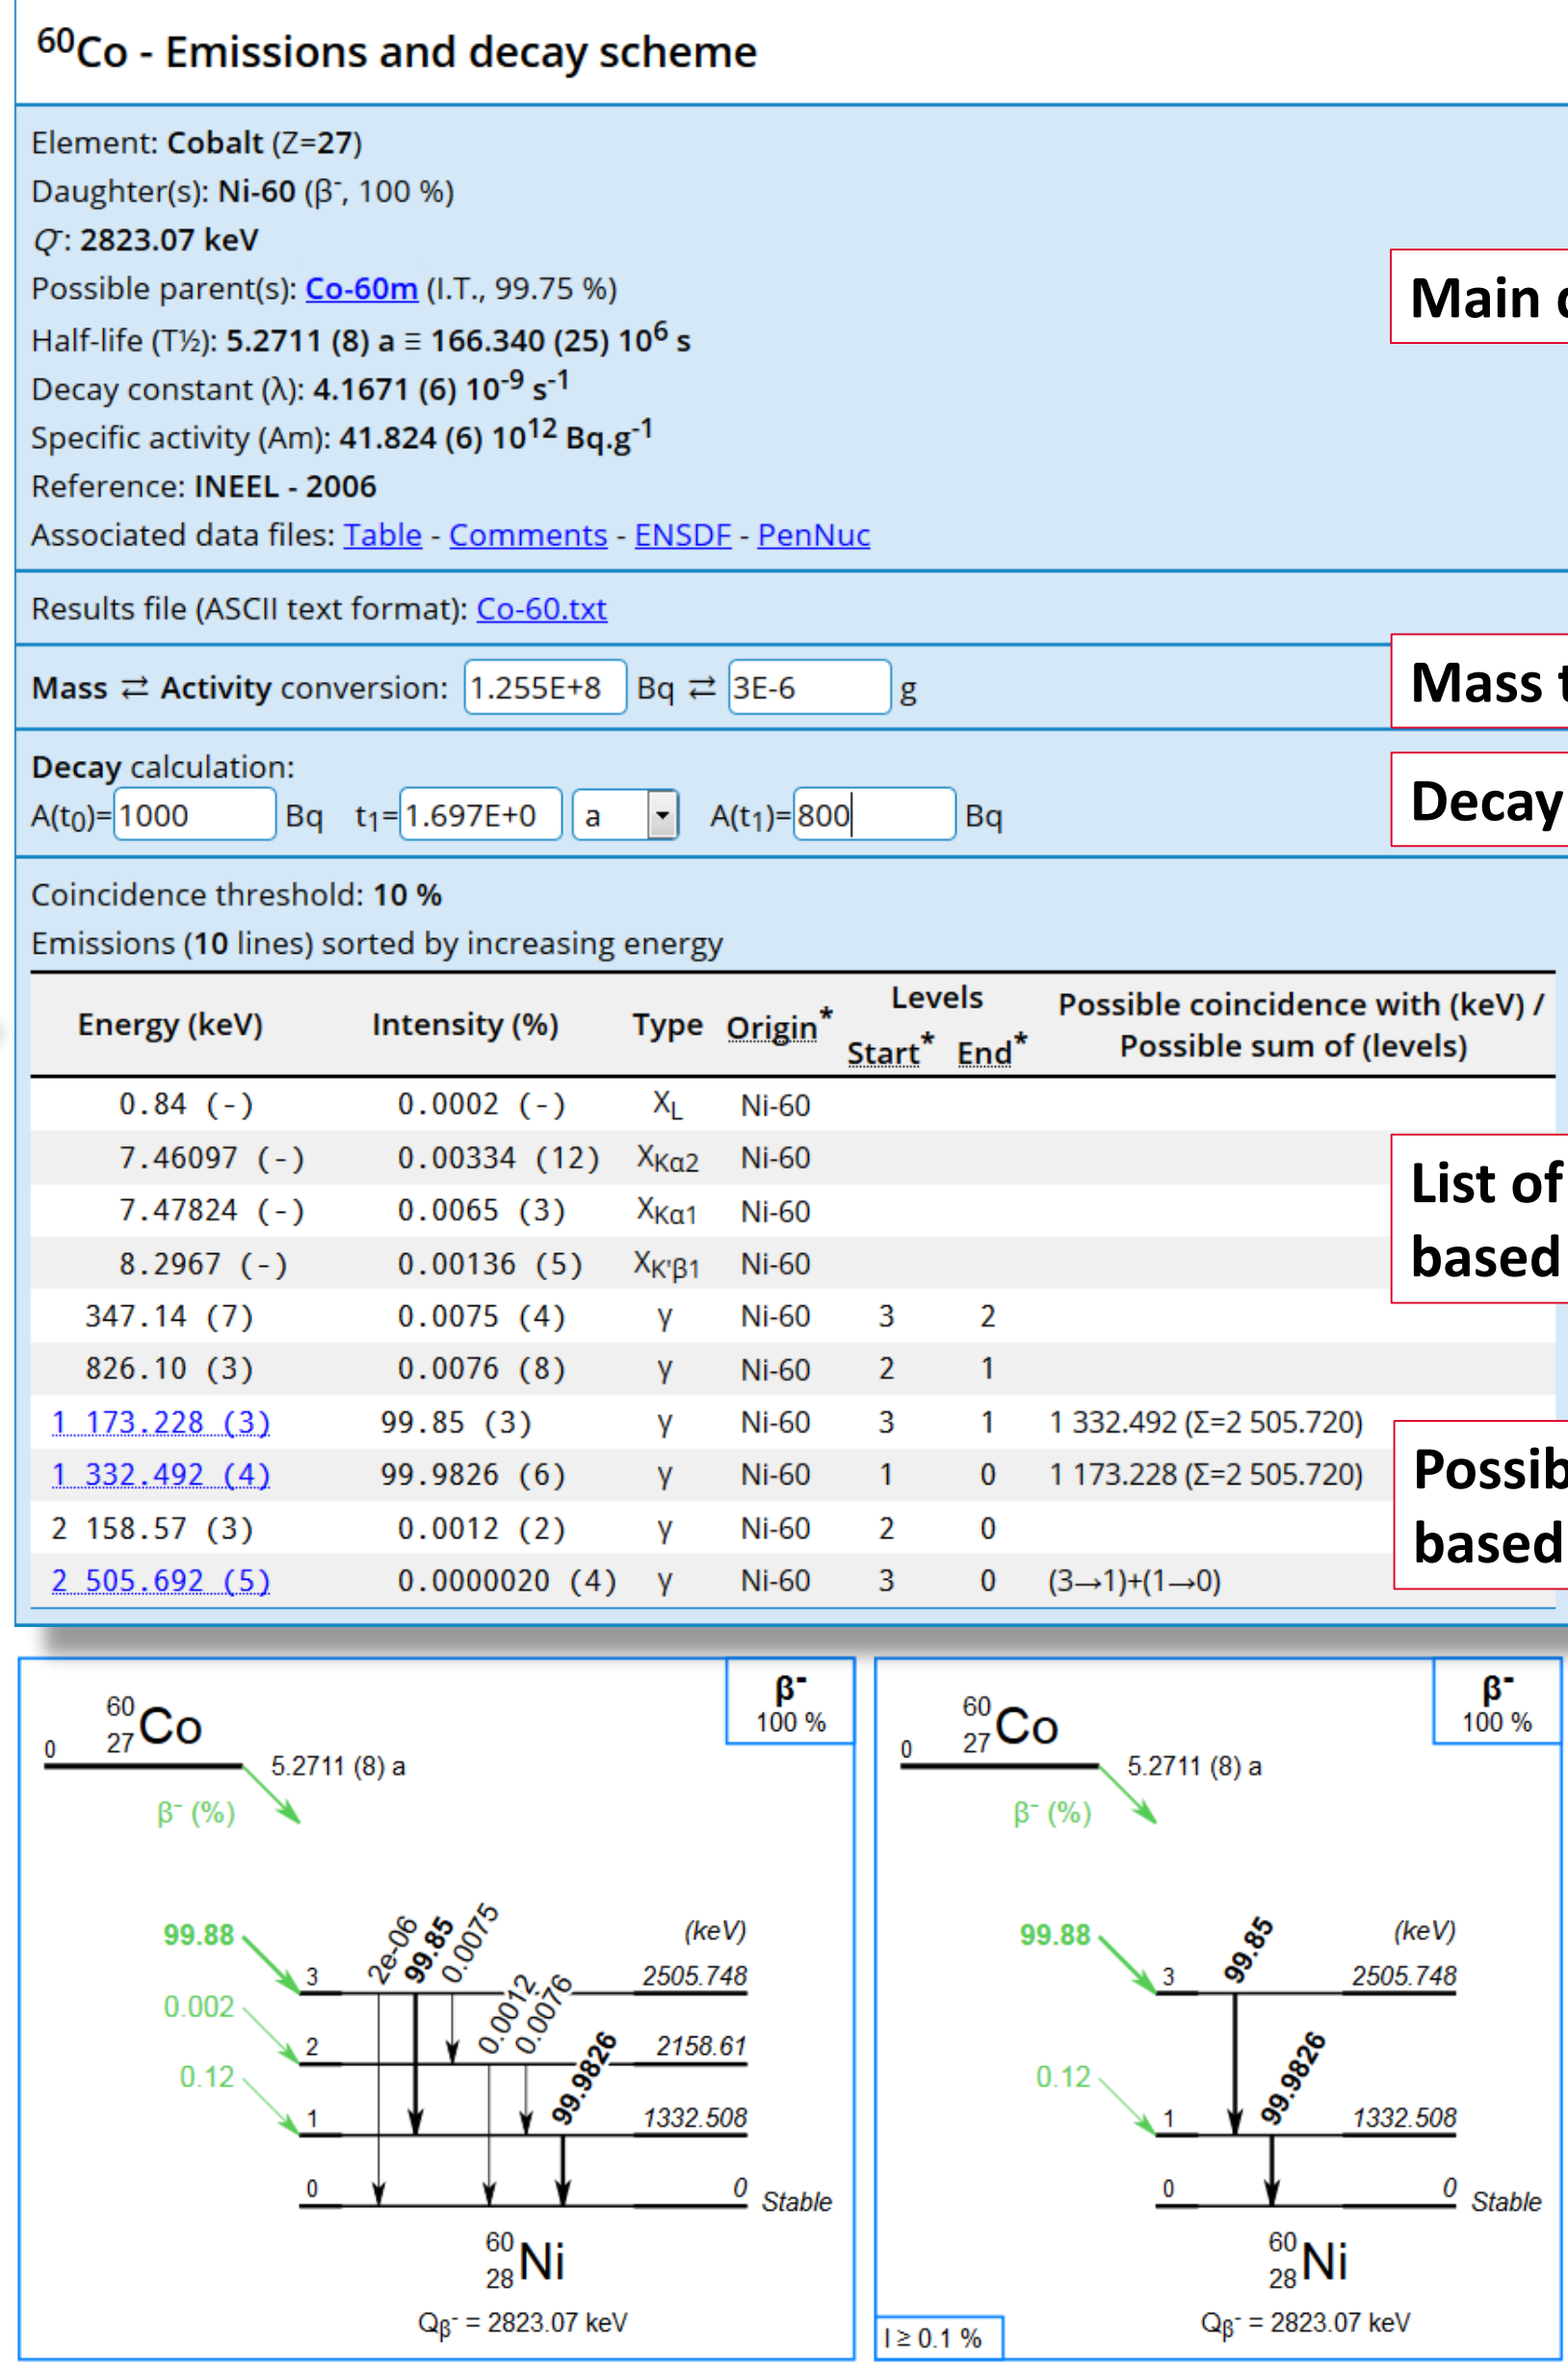 60Co - Emissions and decay scheme
Element: Cobalt (Z=27)
Daughter(s): Ni-60 (β-, 100 %)
Q-: 2823.07 keV
Possible parent(s): Co-60m (I.T., 99.75 %)
Main
Half-life (T½): 5.2711 (8) a ≡ 166.340 (25) 10^6 s
Decay constant (λ): 4.1671 (6) 10^-9 s^-1
Specific activity (Am): 41.824 (6) 10^12 Bq.g^-1
Reference: INEEL - 2006
Associated data files: Table - Comments - ENSDF - PenNuc
Results file (ASCII text format): Co-60.txt
Mass ⇄ Activity conversion: 1.255E+8 Bq ⇄ 3E-6 g
Mass
Decay calculation:
A(t0)= 1000 Bq t1= 1.697E+0 a A(t1)= 800 Bq
Decay
Coincidence threshold: 10 %
Emissions (10 lines) sorted by increasing energy
Energy (keV) Intensity (%) Type Origin* Levels Start* End* Possible coincidence with (keV) /
Possible sum of (levels)
0.84 (-) 0.0002 (-) XL Ni-60
7.46097 (-) 0.00334 (12) XKα2 Ni-60
7.47824 (-) 0.0065 (3) XKα1 Ni-60
8.2967 (-) 0.00136 (5) XK'β1 Ni-60
List of
based
347.14 (7) 0.0075 (4) γ Ni-60 3 2
826.10 (3) 0.0076 (8) γ Ni-60 2 1
1 173.228 (3) 99.85 (3) γ Ni-60 3 1 1 332.492 (Σ=2 505.720)
1 332.492 (4) 99.9826 (6) γ Ni-60 1 0 1 173.228 (Σ=2 505.720)
2 158.57 (3) 0.0012 (2) γ Ni-60 2 0
2 505.692 (5) 0.0000020 (4) γ Ni-60 3 0 (3→1)+(1→0)
Possib
based
β-
100 %
60
27 Co
0
5.2711 (8) a
β- (%)
2e-06 99.85 0.0075
(keV)
99.88
3
2505.748
0.002
0.0012 0.0076
2
2158.61
0.12
99.9826
1
1332.508
0
0
Stable
60
28 Ni
Qβ- = 2823.07 keV
β-
100 %
60
27 Co
0
5.2711 (8) a
β- (%)
99.85
(keV)
99.88
3
2505.748
0.12
99.9826
1
1332.508
0
0
Stable
60
28 Ni
Qβ- = 2823.07 keV
I ≥ 0.1 %